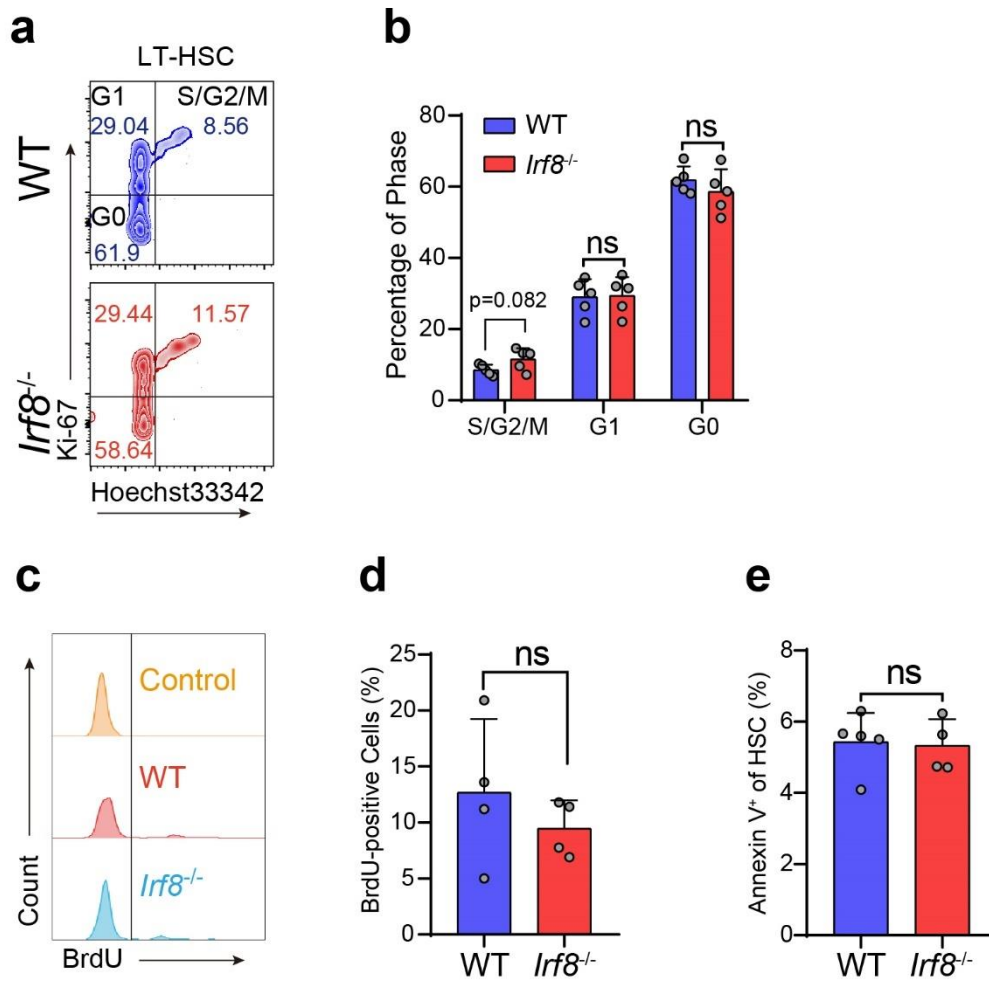 a
LT-HSC
G1
S/G2/M
29.04
8.56
G0
61.9
WT
29.44
11.57
58.64
Irf8-/-
Ki-67
Hoechst33342
b
WT
Irf8-/-
Percentage of Phase
80
60
40
20
0
p=0.082
ns
ns
S/G2/M
G1
G0
c
Control
WT
Irf8-/-
Count
BrdU
d
BrdU-positive Cells (%)
25
20
15
10
5
0
ns
WT
Irf8-/-
e
Annexin V+ of HSC (%)
8
6
4
2
0
ns
WT
Irf8-/-